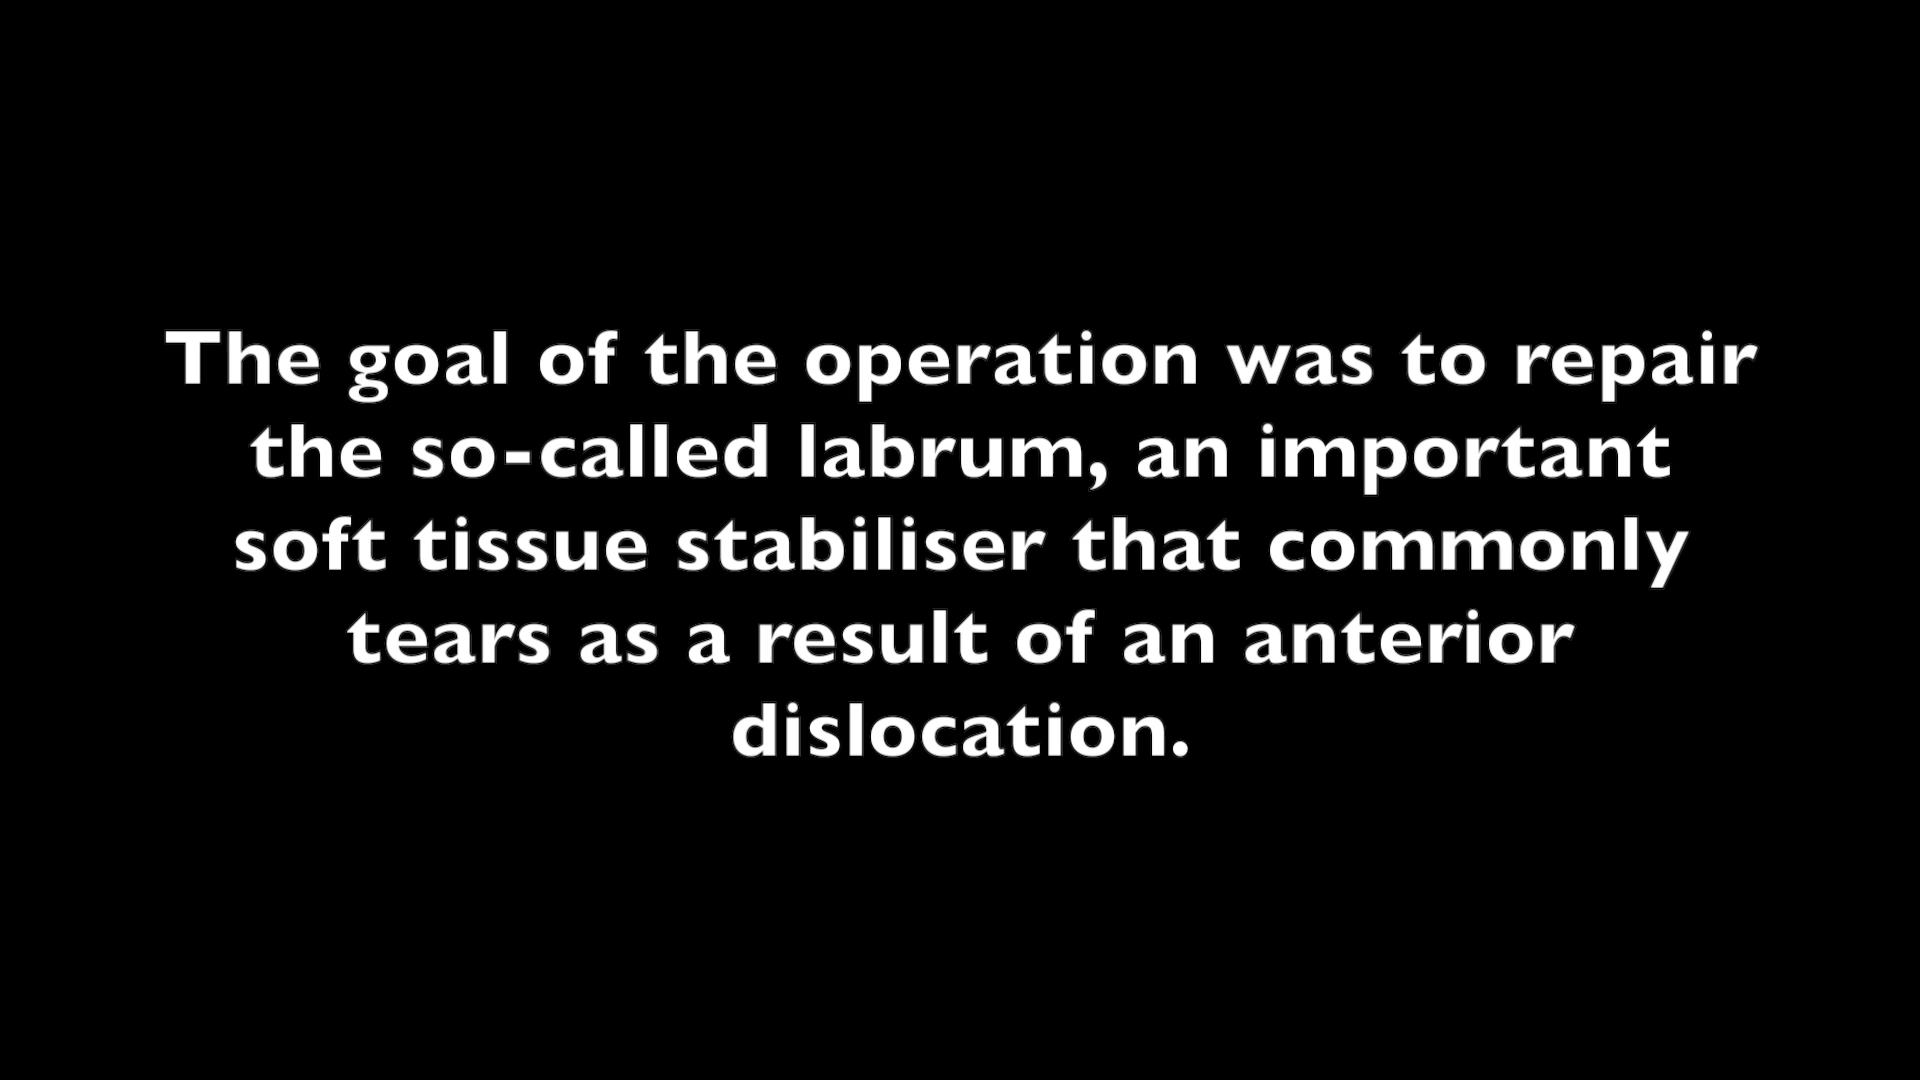 The goal of the operation was to repair
the so-called labrum, an important
soft tissue stabiliser that commonly
tears as a result of an anterior
dislocation.